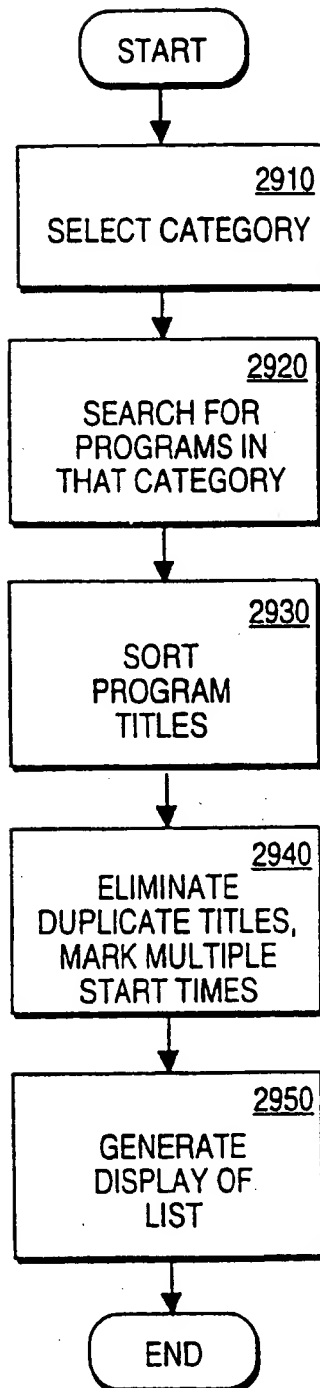 START
2910
SELECT CATEGORY
2920
SEARCH FOR
PROGRAMS IN
THAT CATEGORY
2930
SORT
PROGRAM
TITLES
2940
ELIMINATE
DUPLICATE TITLES,
MARK MULTIPLE
START TIMES
2950
GENERATE
DISPLAY OF
LIST
END